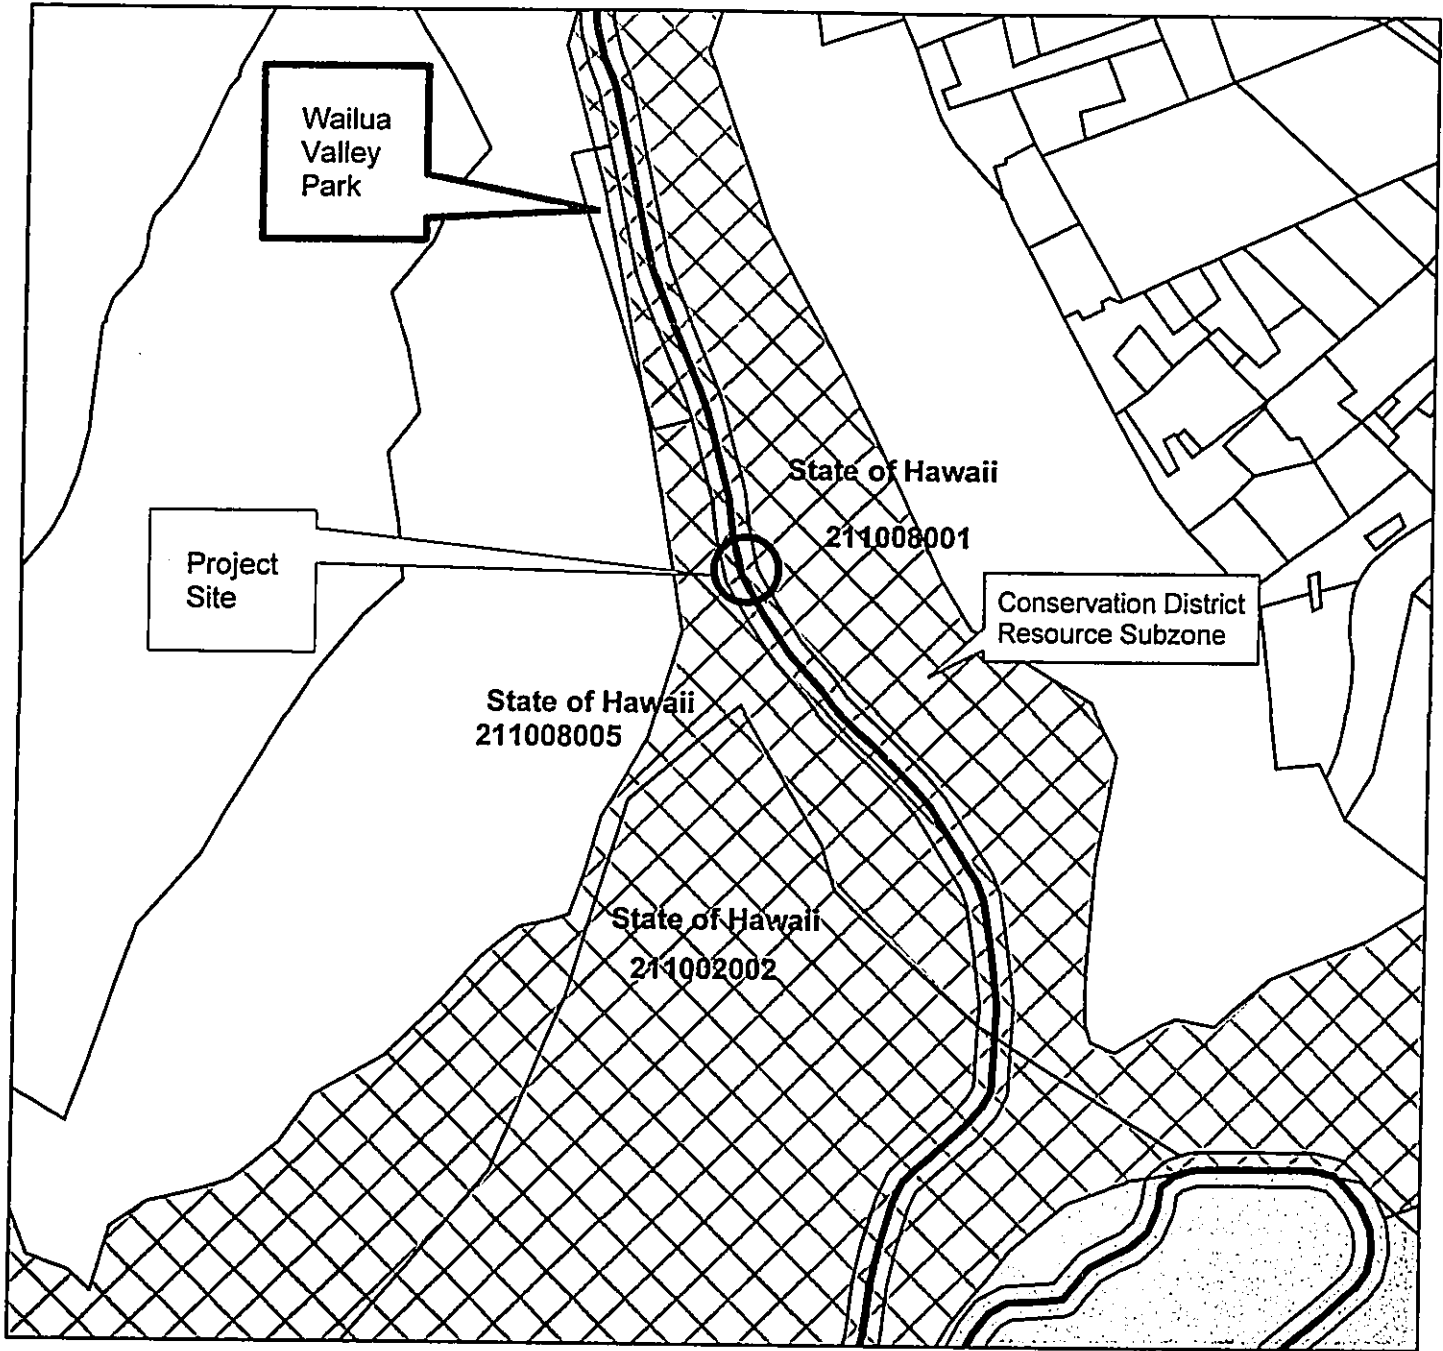 Wailua
Valley
Park
State of Hawaii
211008001
Project
Site
Conservation District
Resource Subzone
State of Hawaii
211008005
State of Hawaii
211002002